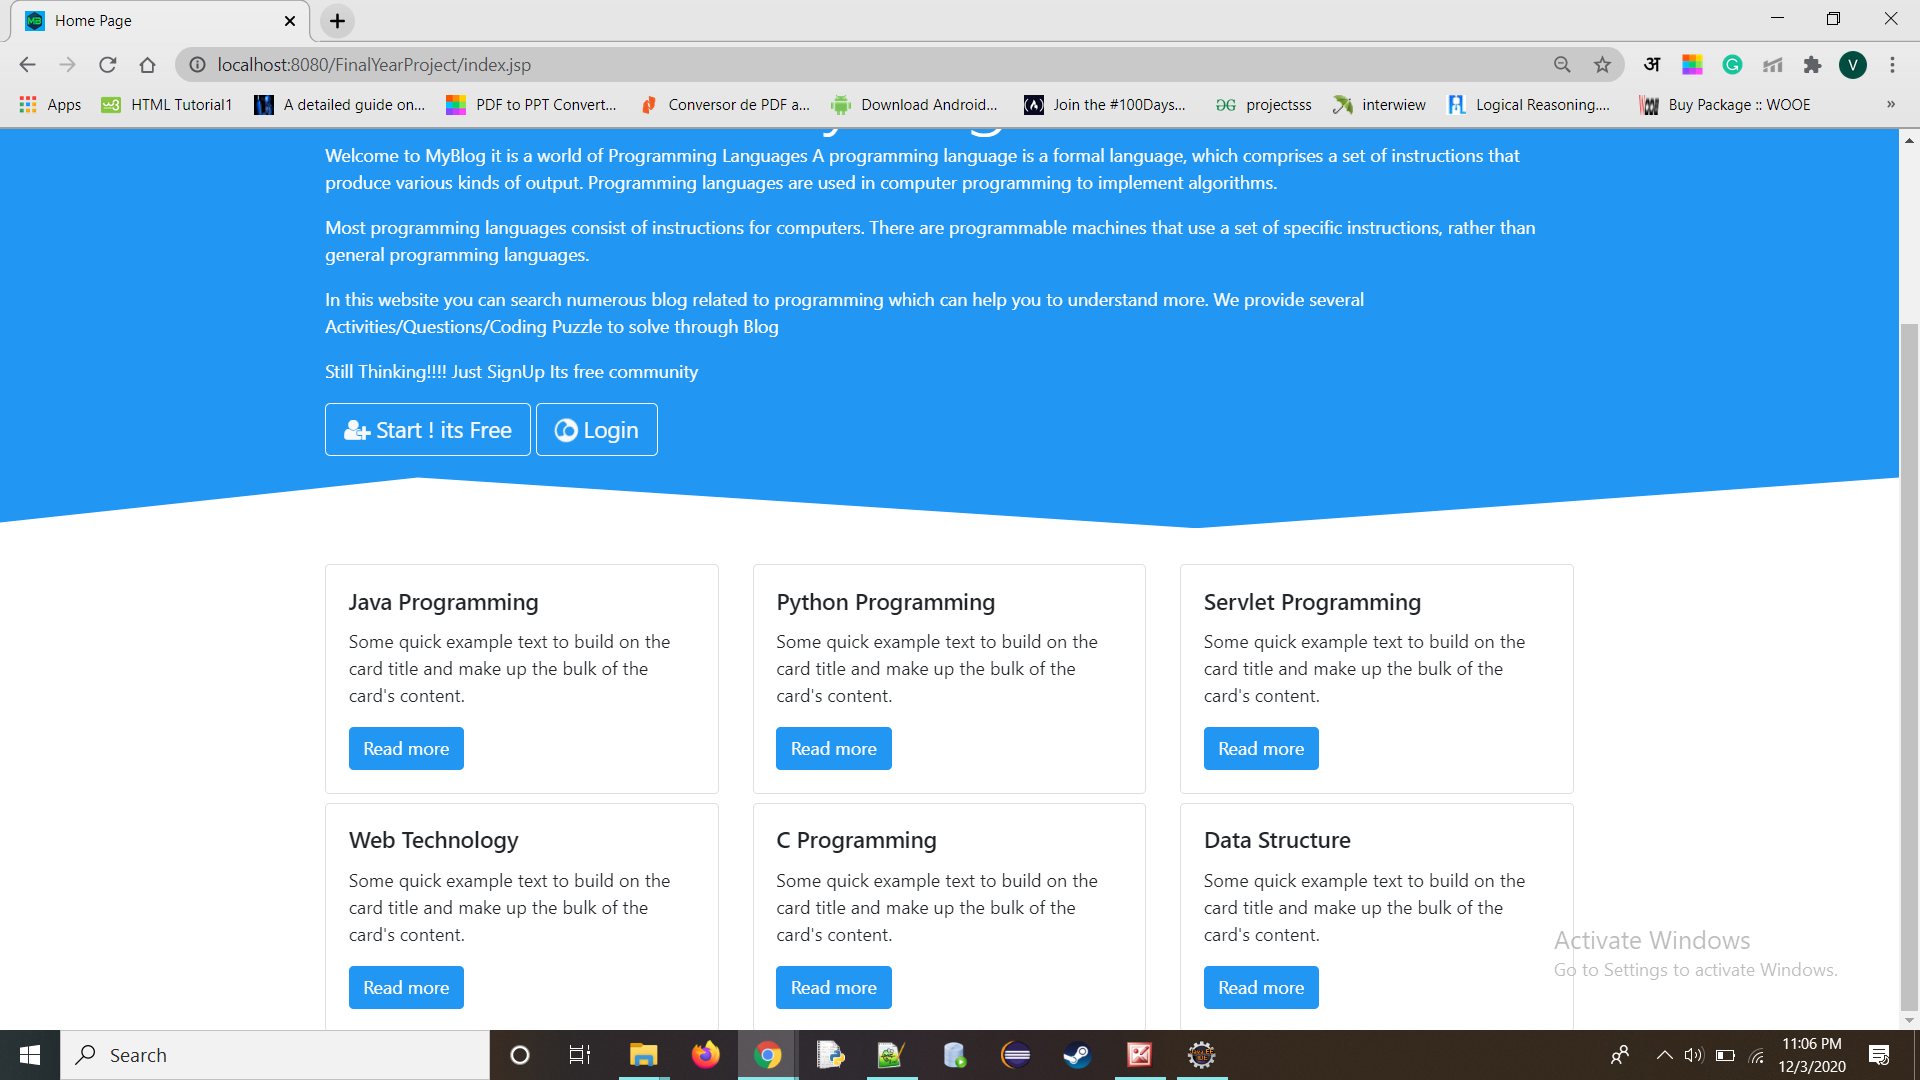 Home Page
localhost:8080/FinalYearProject/index.jsp
अ
G
V
Apps
HTML Tutorial1
A detailed guide on...
PDF to PPT Convert...
Conversor de PDF a...
Download Android...
Join the #100Days...
projectsss
interwiew
Logical Reasoning....
Buy Package :: WOOE
»
Welcome to MyBlog it is a world of Programming Languages A programming language is a formal language, which comprises a set of instructions that
produce various kinds of output. Programming languages are used in computer programming to implement algorithms.
Most programming languages consist of instructions for computers. There are programmable machines that use a set of specific instructions, rather than
general programming languages.
In this website you can search numerous blog related to programming which can help you to understand more. We provide several
Activities/Questions/Coding Puzzle to solve through Blog
Still Thinking!!!! Just SignUp Its free community
Start ! its Free
Login
Java Programming
Some quick example text to build on the
card title and make up the bulk of the
card's content.
Read more
Python Programming
Some quick example text to build on the
card title and make up the bulk of the
card's content.
Read more
Servlet Programming
Some quick example text to build on the
card title and make up the bulk of the
card's content.
Read more
Web Technology
Some quick example text to build on the
card title and make up the bulk of the
card's content.
Read more
C Programming
Some quick example text to build on the
card title and make up the bulk of the
card's content.
Read more
Data Structure
Some quick example text to build on the
card title and make up the bulk of the
card's content.
Read more
Activate Windows
Go to Settings to activate Windows.
Search
11:06 PM
12/3/2020